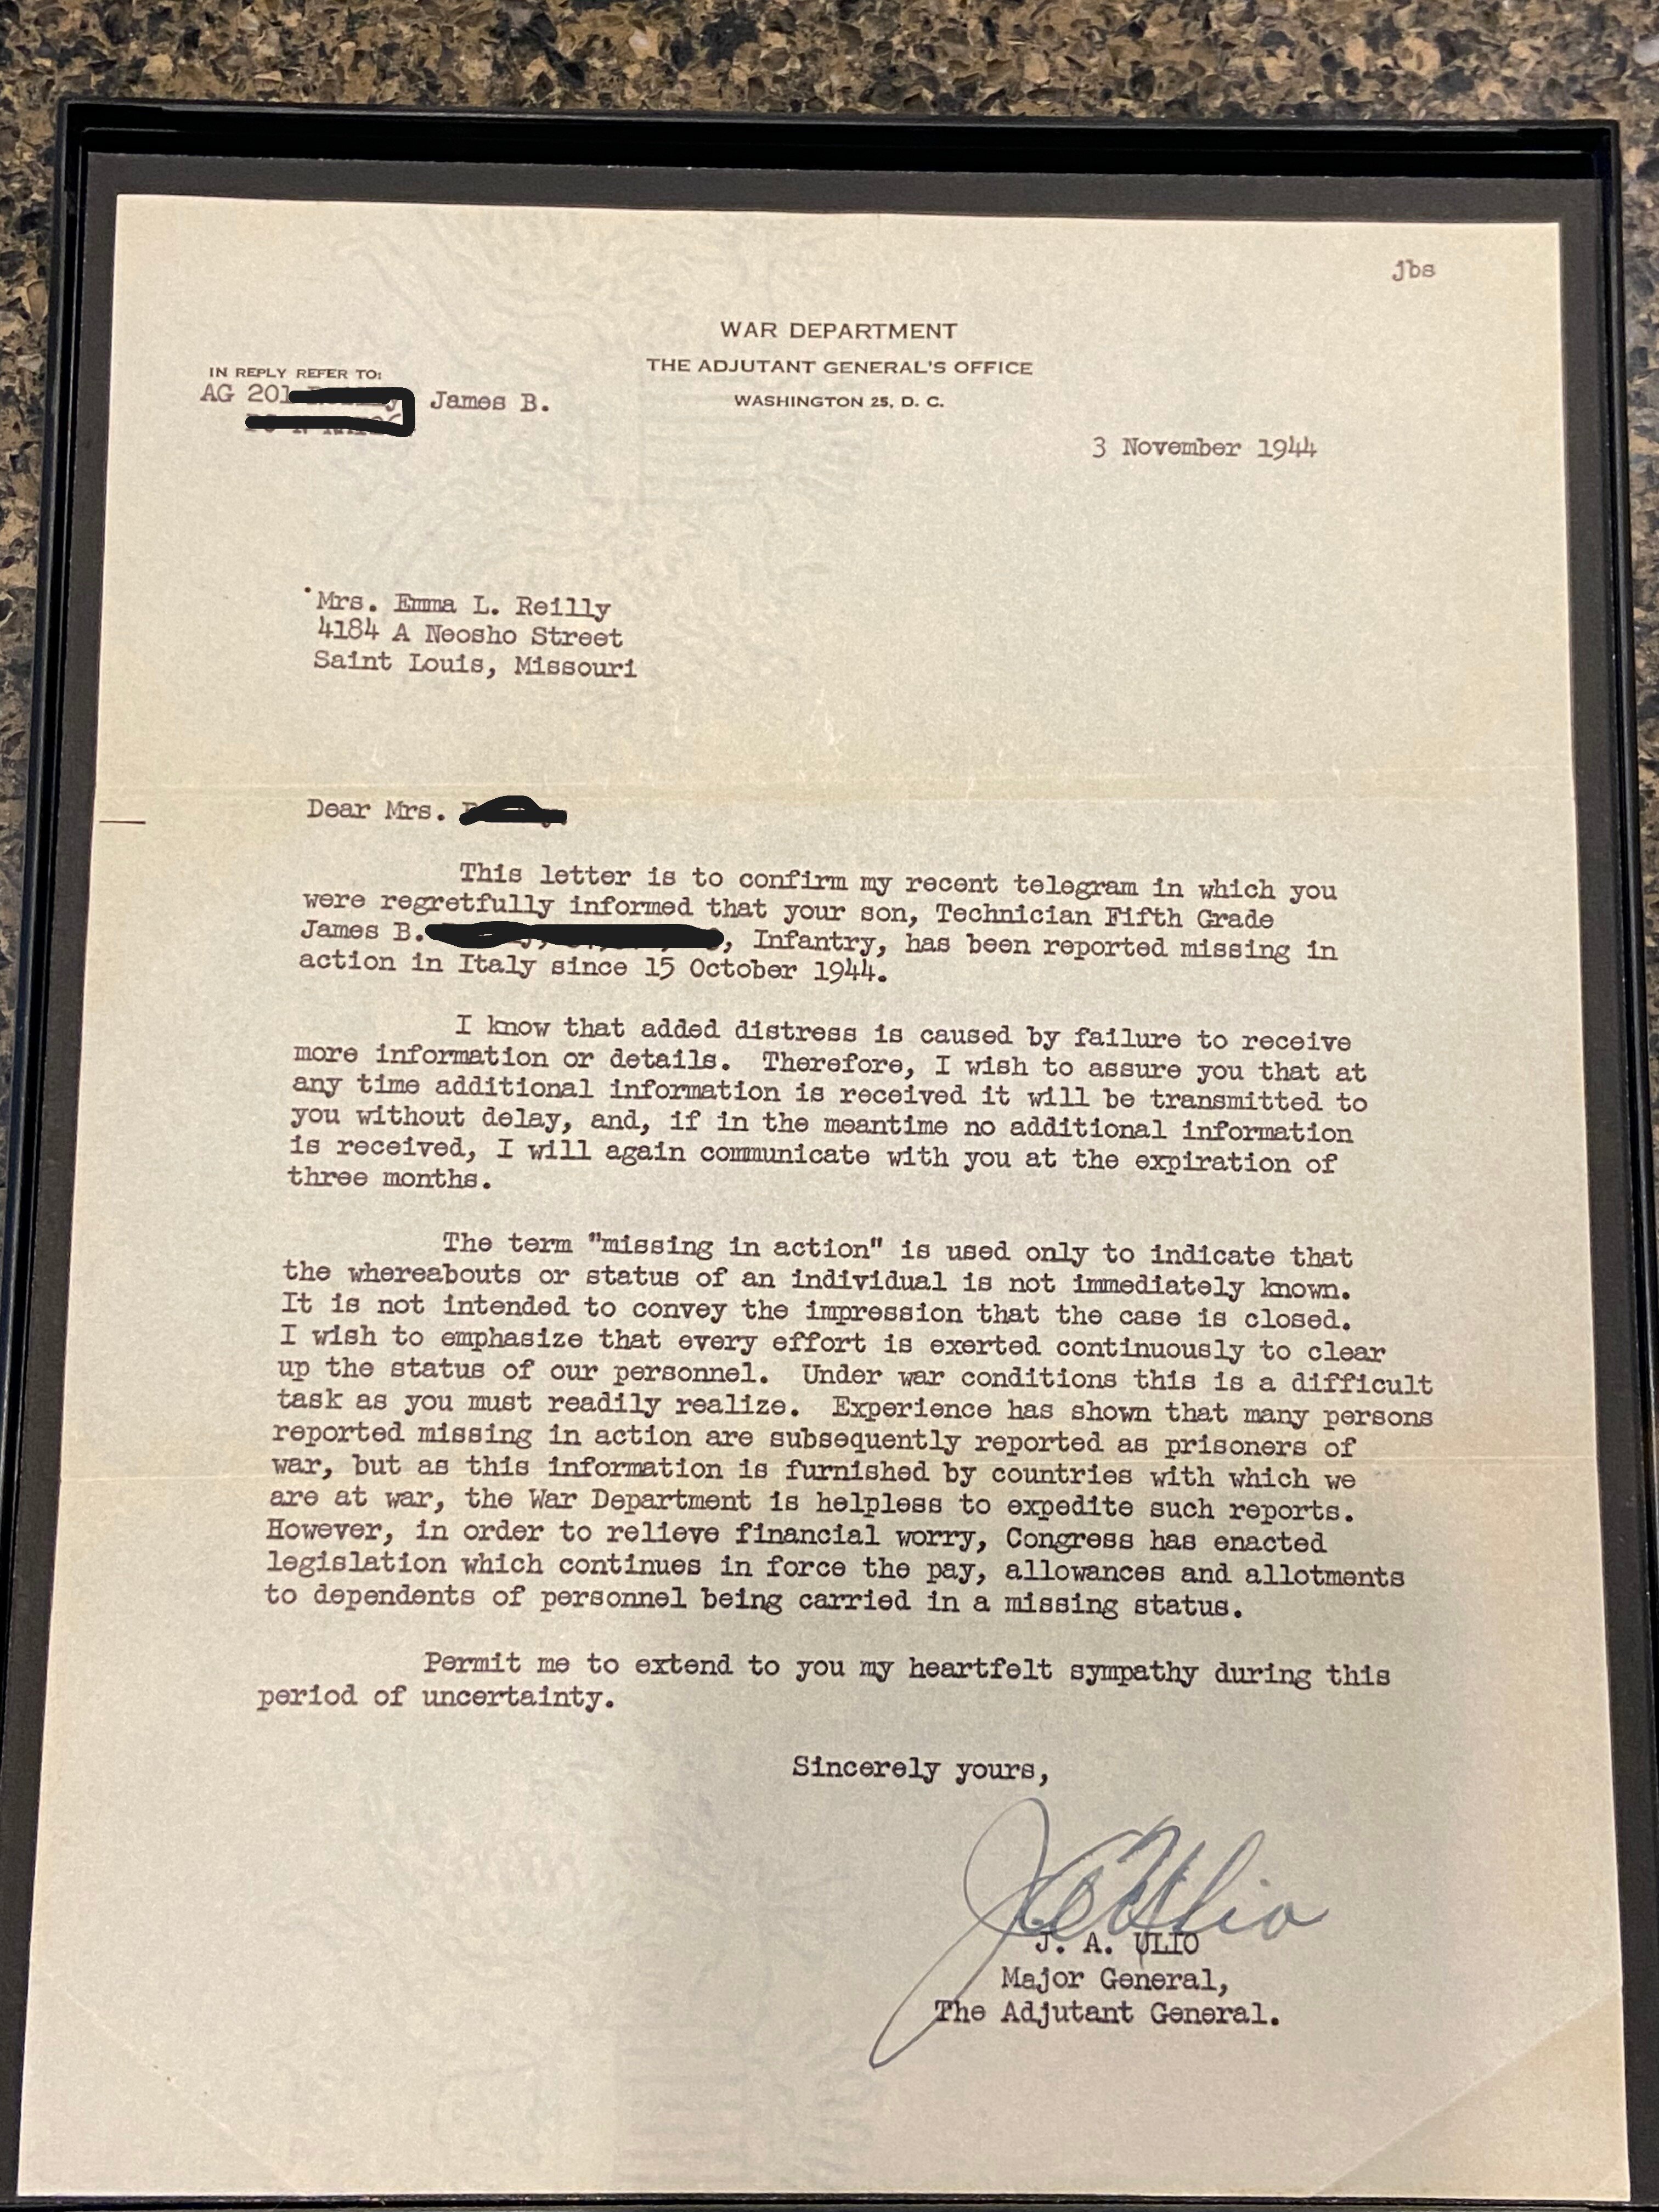 jbs
WAR DEPARTMENT
THE ADJUTANT GENERAL'S OFFICE
WASHINGTON 25, D. C.
IN REPLY REFER TO:
AG 201 James B.
3 November 1944
Mrs. Emma L. Reilly
4184 A Neosho Street
Saint Louis, Missouri
Dear Mrs.
This letter is to confirm my recent telegram in which you
were regretfully informed that your son, Technician Fifth Grade
James B. , Infantry, has been reported missing in
action in Italy since 15 October 1944.
I know that added distress is caused by failure to receive
more information or details. Therefore, I wish to assure you that at
any time additional information is received it will be transmitted to
you without delay, and, if in the meantime no additional information
is received, I will again communicate with you at the expiration of
three months.
The term "missing in action" is used only to indicate that
the whereabouts or status of an individual is not immediately known.
It is not intended to convey the impression that the case is closed.
I wish to emphasize that every effort is exerted continuously to clear
up the status of our personnel. Under war conditions this is a difficult
task as you must readily realize. Experience has shown that many persons
reported missing in action are subsequently reported as prisoners of
war, but as this information is furnished by countries with which we
are at war, the War Department is helpless to expedite such reports.
However, in order to relieve financial worry, Congress has enacted
legislation which continues in force the pay, allowances and allotments
to dependents of personnel being carried in a missing status.
Permit me to extend to you my heartfelt sympathy during this
period of uncertainty.
Sincerely yours,
J A Ulio
J. A. ULIO
Major General,
The Adjutant General.